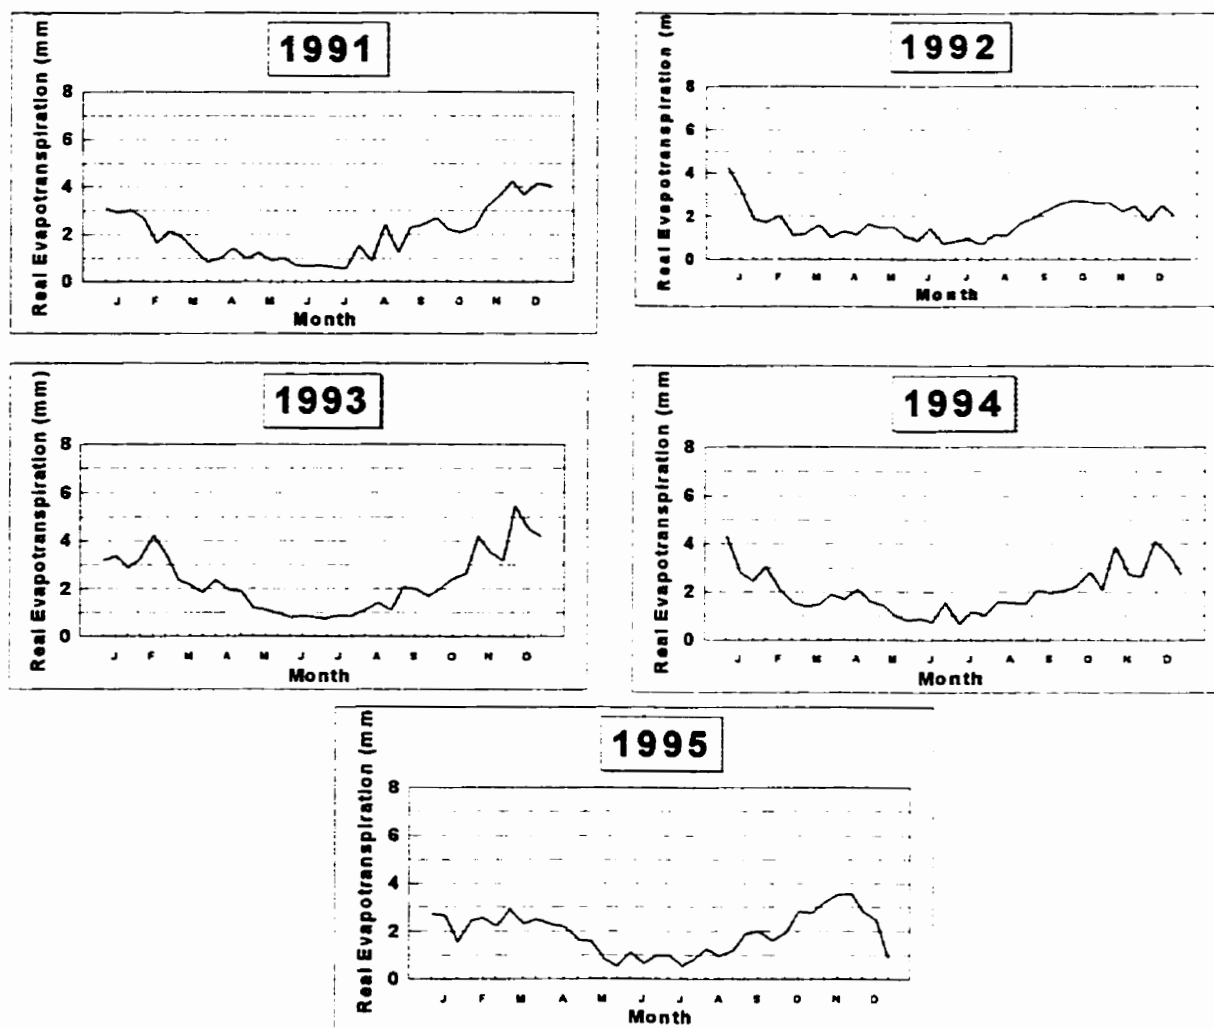 1991
Real Evapotranspiration (mm
8
6
4
2
0
J F M A M J J A S O N D
Month
1992
Real Evapotranspiration (m
8
6
4
2
0
J F M A M J J A S O N D
Month
1993
Real Evapotranspiration (mm)
8
6
4
2
0
J F M A M J J A S O N D
Month
1994
Real Evapotranspiration (mm
8
6
4
2
0
J F M A M J J A S O N D
Month
1995
Real Evapotranspiration (mm
8
6
4
2
0
J F M A M J J A S O N D
Month